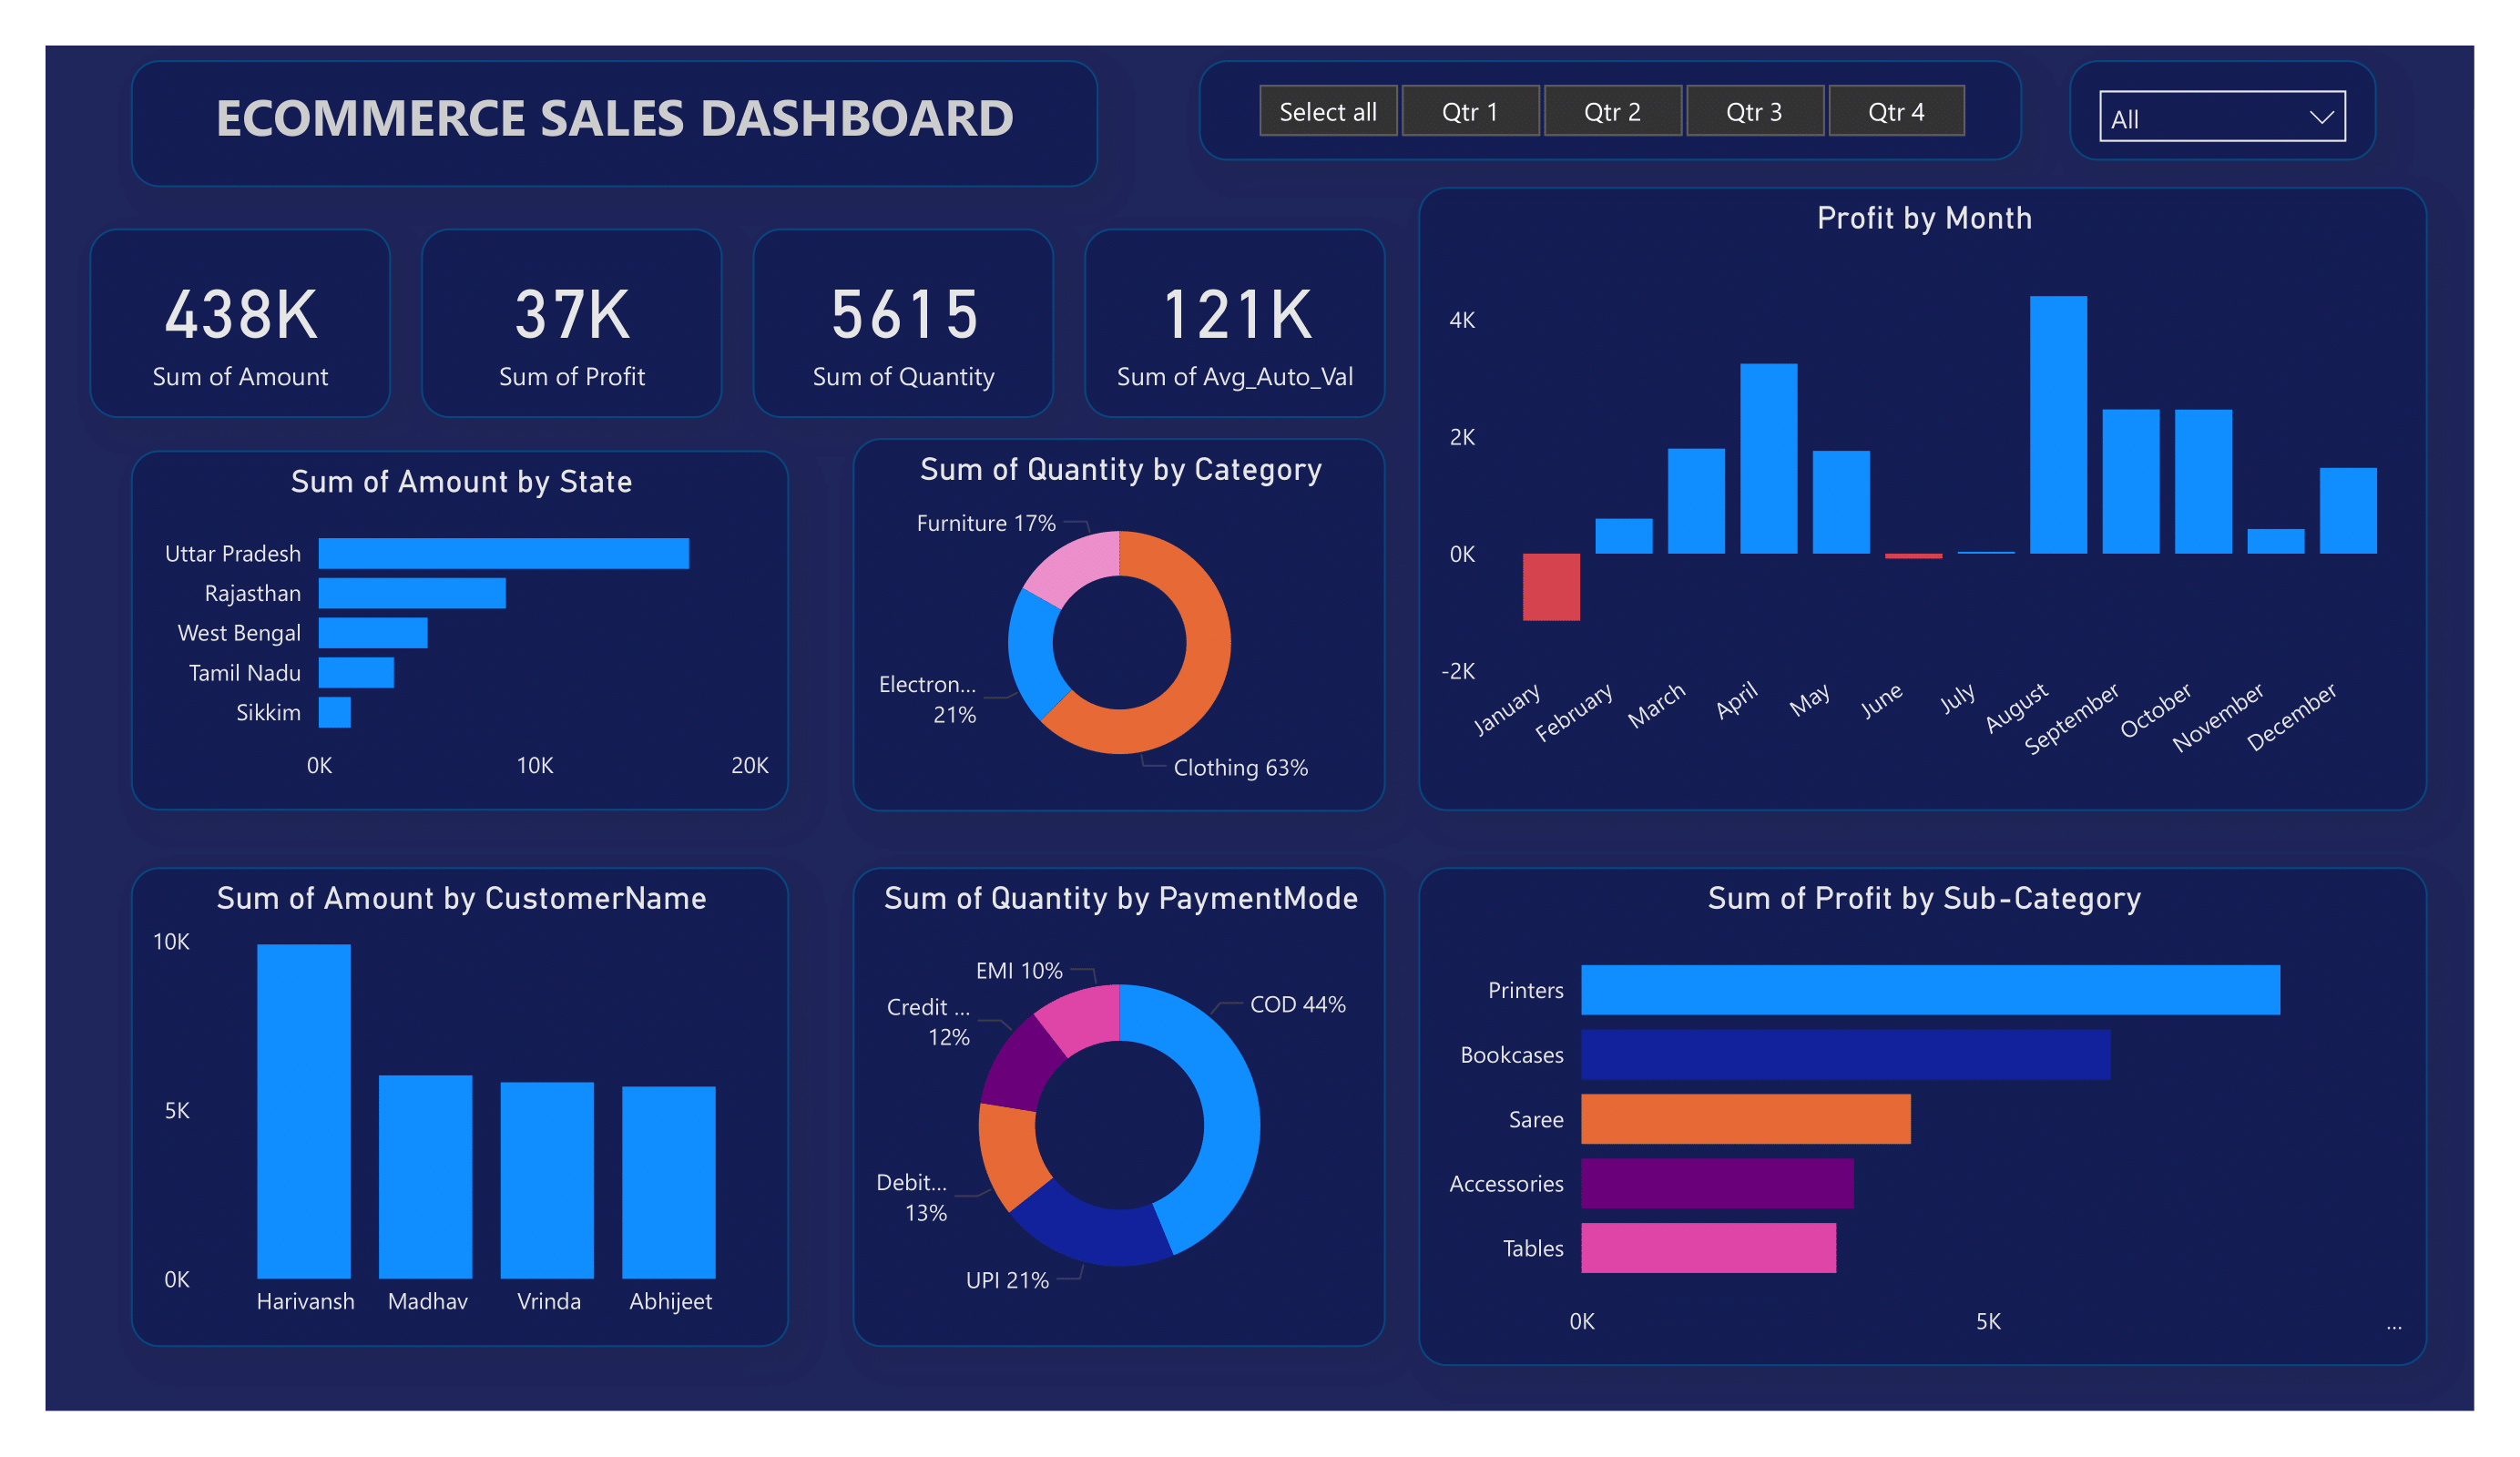 ECOMMERCE SALES DASHBOARD
Select all
Qtr 1
Qtr 2
Qtr 3
Qtr 4
All
438K
Sum of Amount
37K
Sum of Profit
5615
Sum of Quantity
121K
Sum of Avg_Auto_Val
Profit by Month
4K
2K
0K
-2K
January
February
March
April
May
June
July
August
September
October
November
December
Sum of Amount by State
Uttar Pradesh
Rajasthan
West Bengal
Tamil Nadu
Sikkim
0K
10K
20K
Sum of Quantity by Category
Furniture 17%
Electron...
21%
Clothing 63%
Sum of Amount by CustomerName
10K
5K
0K
Harivansh
Madhav
Vrinda
Abhijeet
Sum of Quantity by PaymentMode
EMI 10%
COD 44%
Credit ...
12%
Debit...
13%
UPI 21%
Sum of Profit by Sub-Category
Printers
Bookcases
Saree
Accessories
Tables
0K
5K
...